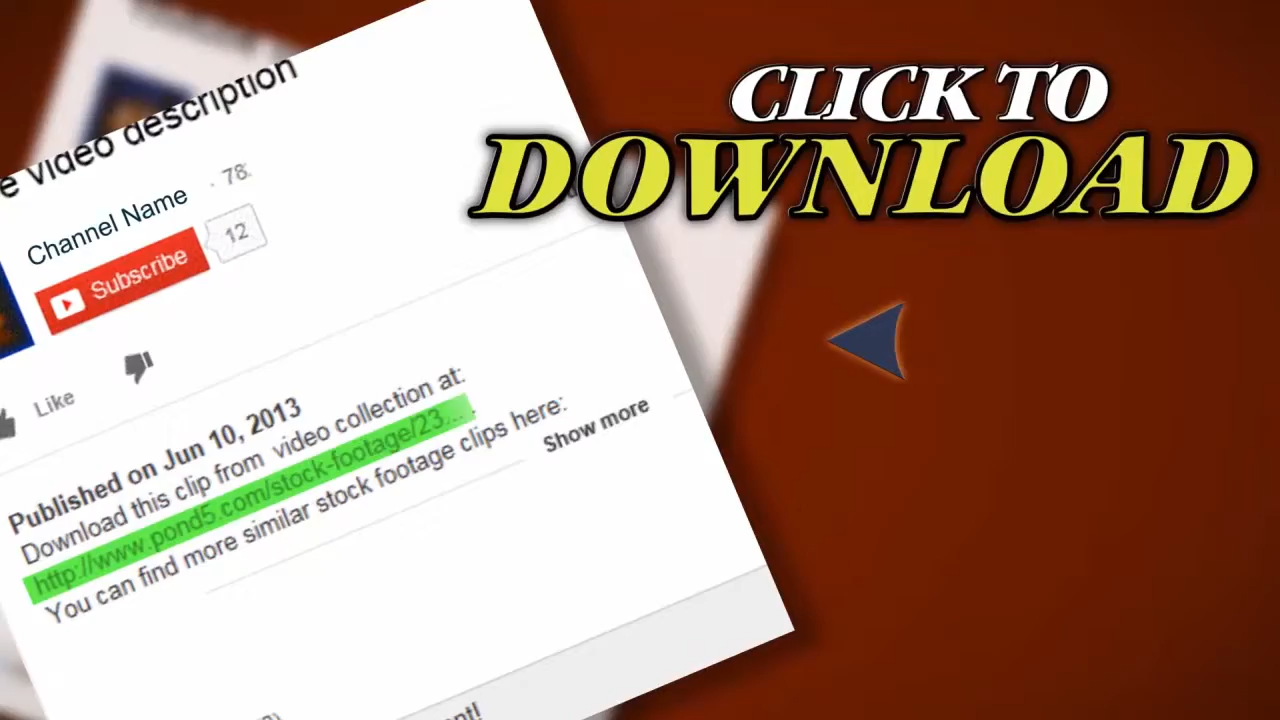 CLICK TO
DOWNLOAD
e video description
Channel Name
Subscribe
12
Like
Published on Jun 10, 2013
Download this clip from video collection at:
http://www.pond5.com/stock-footage/23... .
You can find more similar stock footage clips here:
Show more